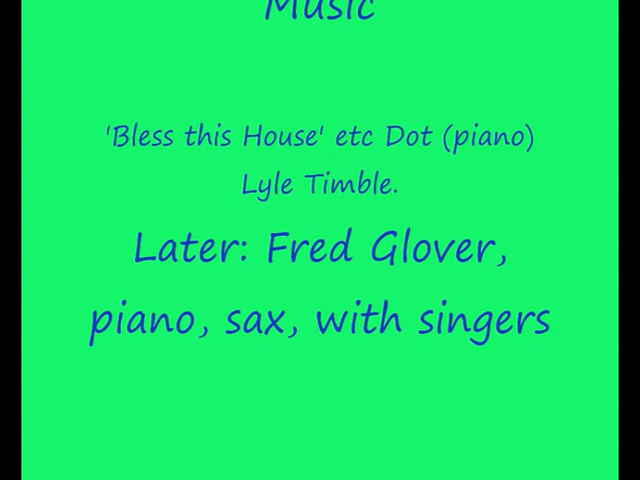 Music
'Bless this House' etc Dot (piano)
Lyle Timble.
Later: Fred Glover,
piano, sax, with singers